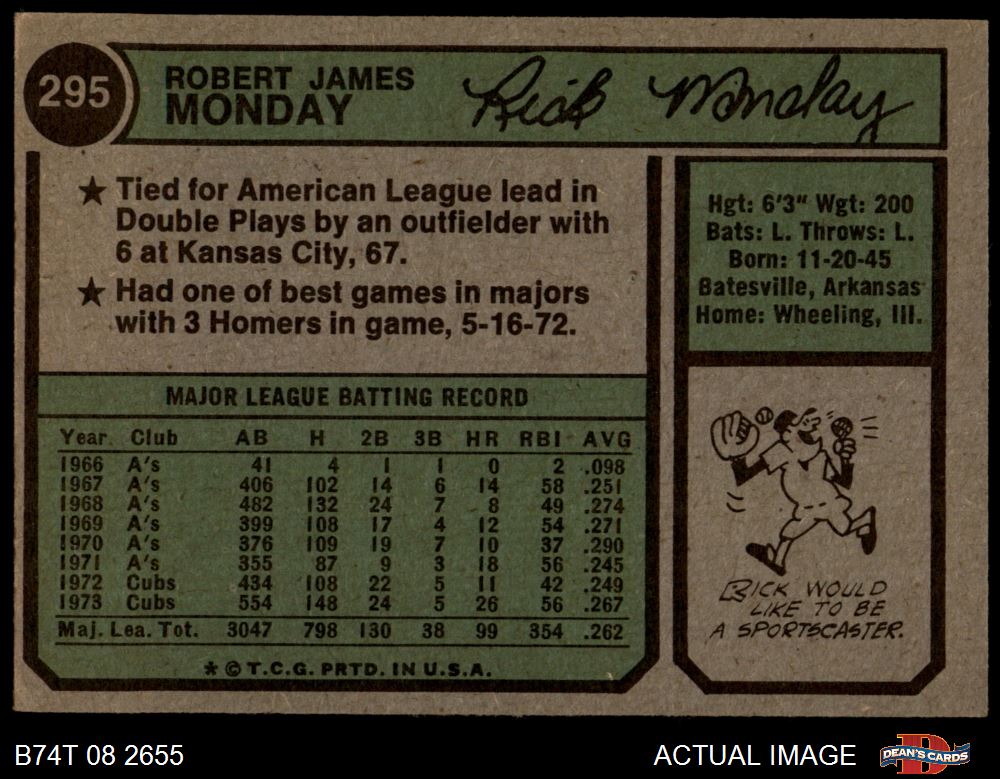 295
ROBERT JAMES
MONDAY
Rick Monday
★ Tied for American League lead in
Double Plays by an outfielder with
6 at Kansas City, 67.
★ Had one of best games in majors
with 3 Homers in game, 5-16-72.
Hgt: 6'3" Wgt: 200
Bats: L. Throws: L.
Born: 11-20-45
Batesville, Arkansas
Home: Wheeling, Ill.
MAJOR LEAGUE BATTING RECORD
Year Club AB H 2B 3B HR RBI AVG
1966 A's 41 4 1 1 0 2 .098
1967 A's 406 102 14 6 14 58 .251
1968 A's 482 132 24 7 8 49 .274
1969 A's 399 108 17 4 12 54 .271
1970 A's 376 109 19 7 10 37 .290
1971 A's 355 87 9 3 18 56 .245
1972 Cubs 434 108 22 5 11 42 .249
1973 Cubs 554 148 24 5 26 56 .267
Maj. Lea. Tot. 3047 798 130 38 99 354 .262
* © T.C.G. PRTD. IN U.S.A.
RICK WOULD
LIKE TO BE
A SPORTSCASTER.
B74T 08 2655
ACTUAL IMAGE
DEAN'S CARDS